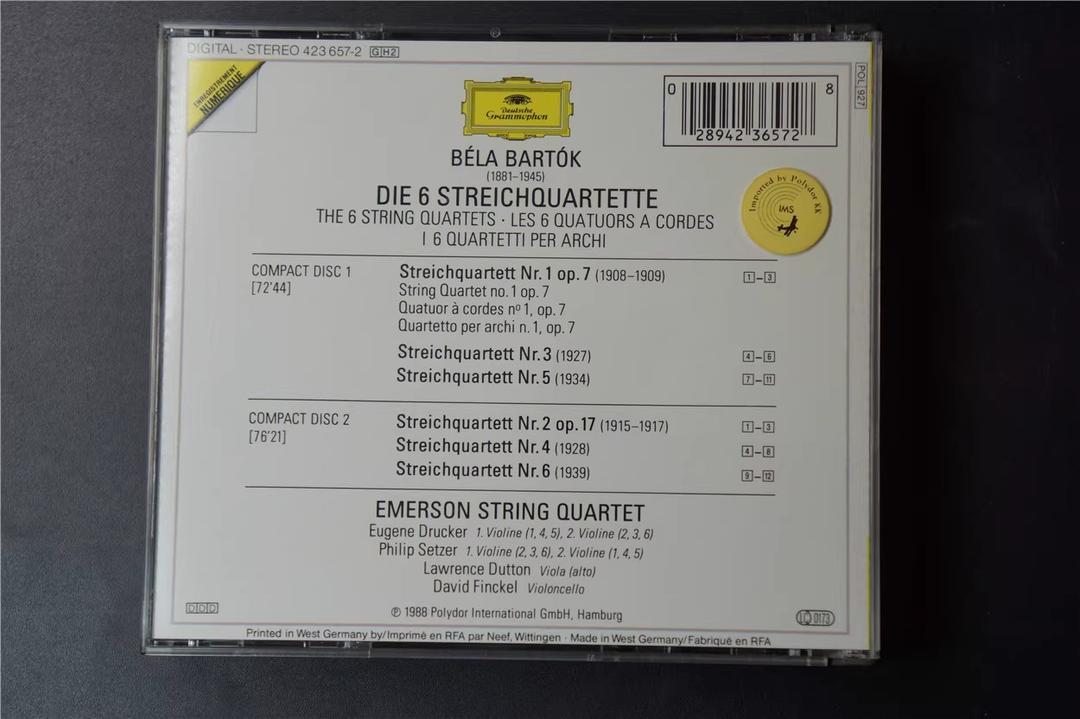 DIGITAL · STEREO 423 657-2 GH2
ENREGISTREMENT
NUMÉRIQUE
Deutsche
Grammophon
0 28942 36572 8
POL 927
BÉLA BARTÓK
(1881–1945)
DIE 6 STREICHQUARTETTE
THE 6 STRING QUARTETS · LES 6 QUATUORS A CORDES
I 6 QUARTETTI PER ARCHI
Imported by Polydor KK
IMS
COMPACT DISC 1
[72'44]
Streichquartett Nr. 1 op. 7 (1908–1909) 1–3
String Quartet no. 1 op. 7
Quatuor à cordes nº 1, op. 7
Quartetto per archi n. 1, op. 7
Streichquartett Nr. 3 (1927) 4–6
Streichquartett Nr. 5 (1934) 7–11
COMPACT DISC 2
[76'21]
Streichquartett Nr. 2 op. 17 (1915–1917) 1–3
Streichquartett Nr. 4 (1928) 4–8
Streichquartett Nr. 6 (1939) 9–12
EMERSON STRING QUARTET
Eugene Drucker 1. Violine (1, 4, 5), 2. Violine (2, 3, 6)
Philip Setzer 1. Violine (2, 3, 6), 2. Violine (1, 4, 5)
Lawrence Dutton Viola (alto)
David Finckel Violoncello
DDD
℗ 1988 Polydor International GmbH, Hamburg
LC 0173
Printed in West Germany by/Imprimé en RFA par Neef, Wittingen · Made in West Germany/Fabriqué en RFA